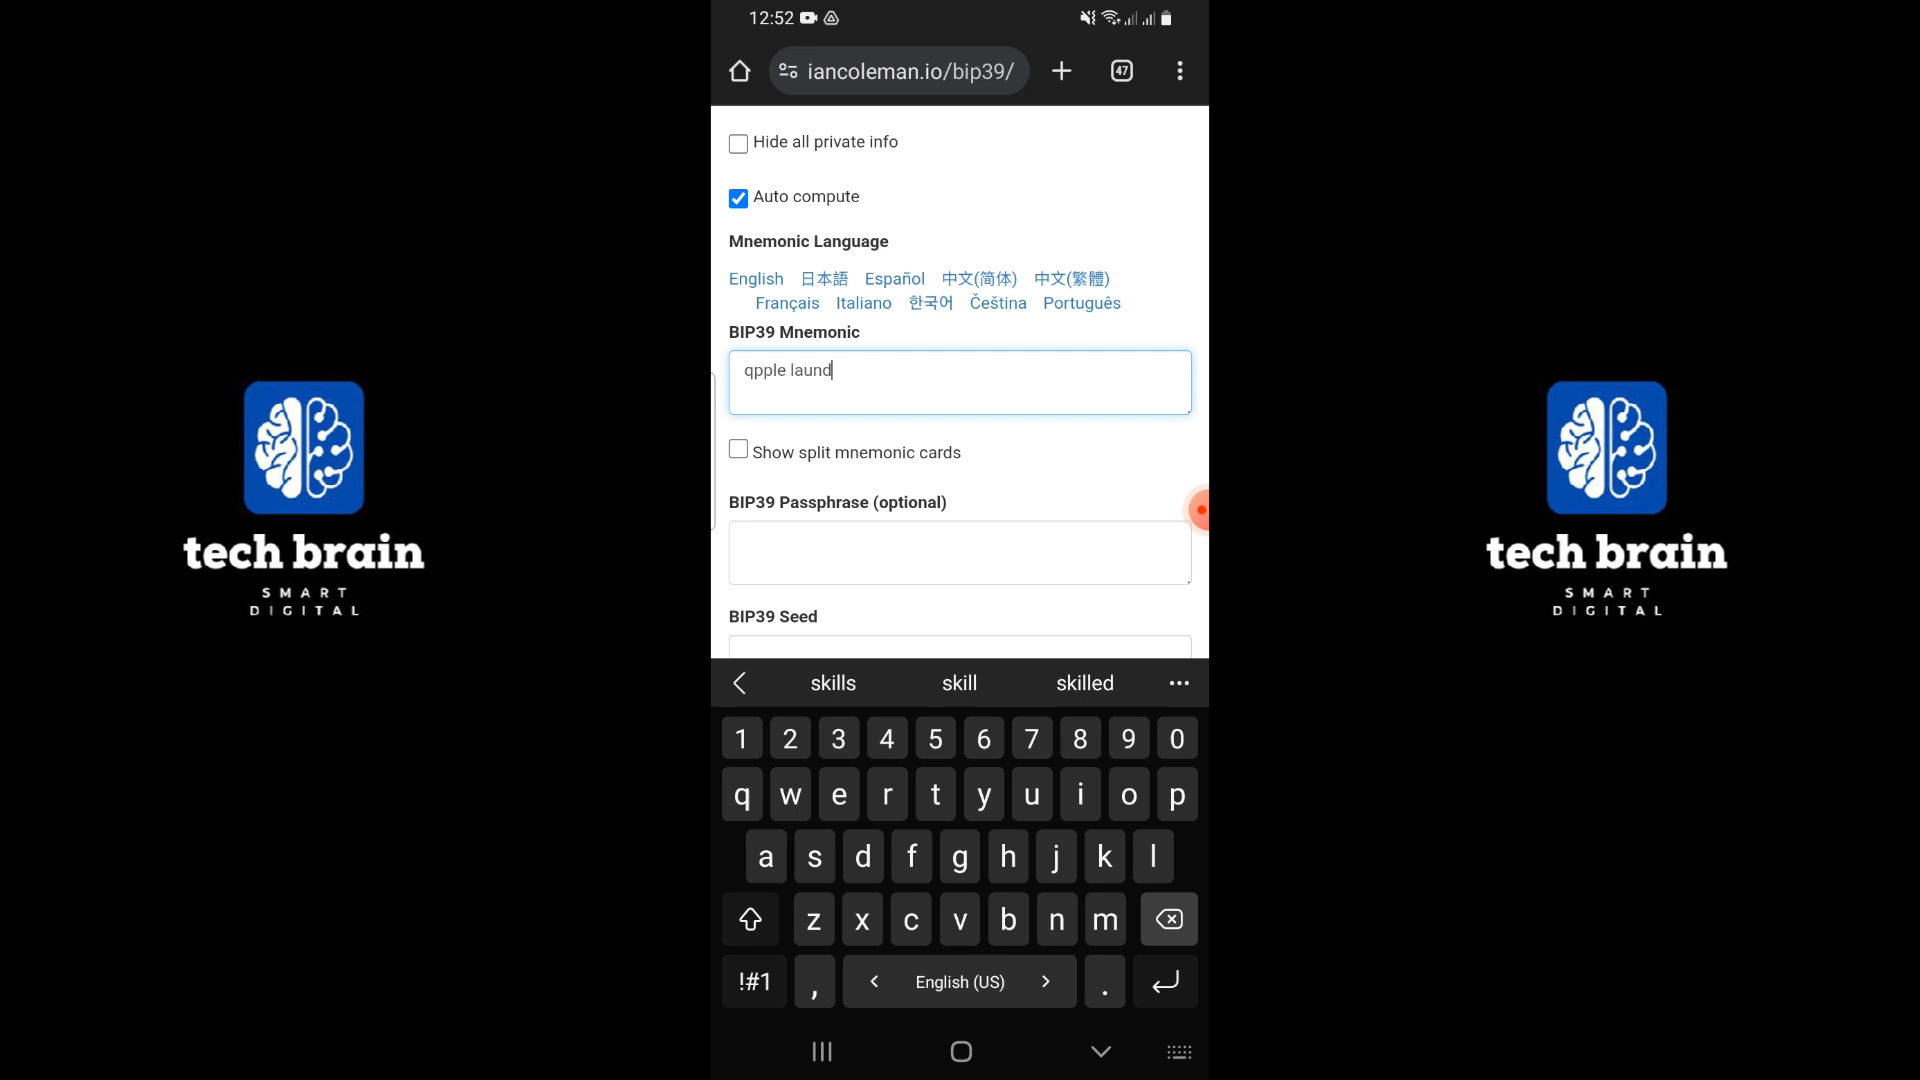 12:52
iancoleman.io/bip39/
47
Hide all private info
Auto compute
Mnemonic Language
English 日本語 Español 中文(简体) 中文(繁體)
Français Italiano 한국어 Čeština Português
BIP39 Mnemonic
qpple laund
Show split mnemonic cards
BIP39 Passphrase (optional)
BIP39 Seed
tech brain
SMART
DIGITAL
tech brain
SMART
DIGITAL
skills skill skilled
1 2 3 4 5 6 7 8 9 0
q w e r t y u i o p
a s d f g h j k l
z x c v b n m
!#1 , < English (US) > .